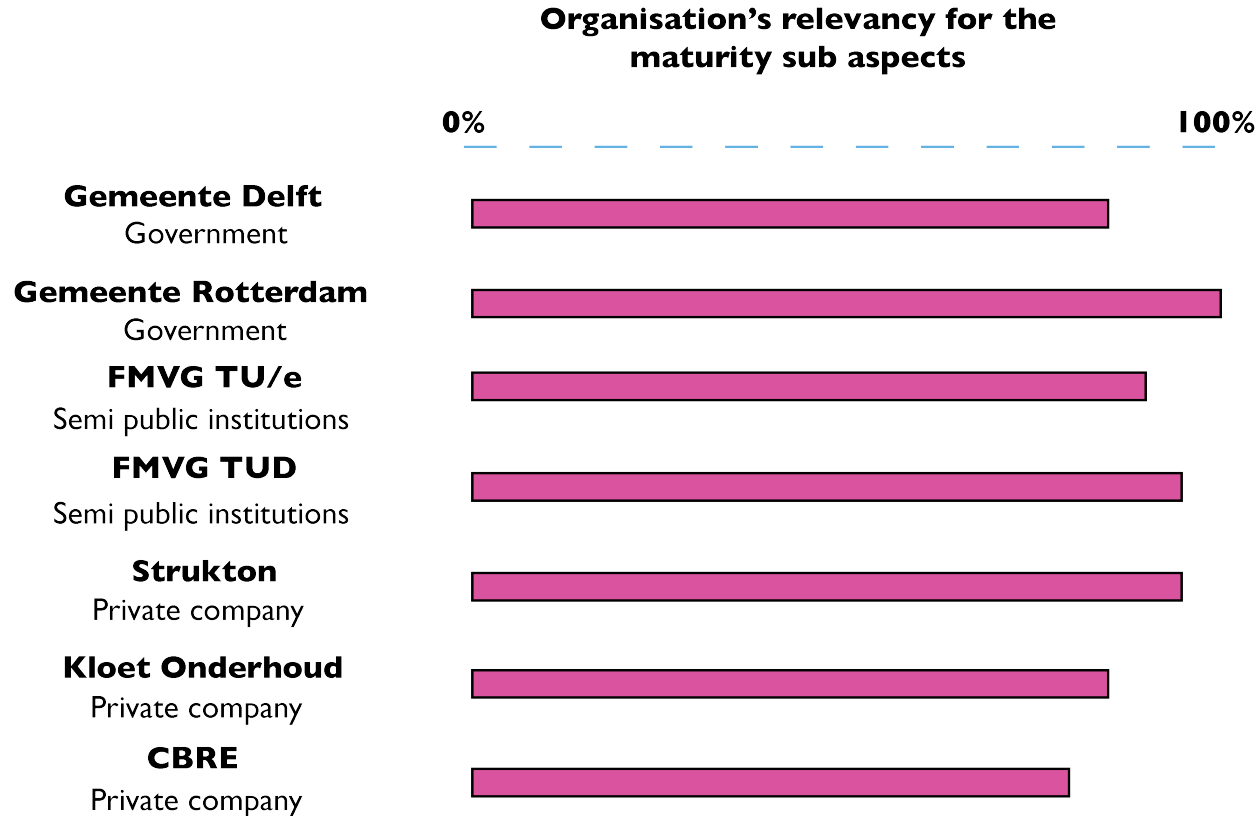 Organisation’s relevancy for the
maturity sub aspects
0%
100%
Gemeente Delft
Government
Gemeente Rotterdam
Government
FMVG TU/e
Semi public institutions
FMVG TUD
Semi public institutions
Strukton
Private company
Kloet Onderhoud
Private company
CBRE
Private company